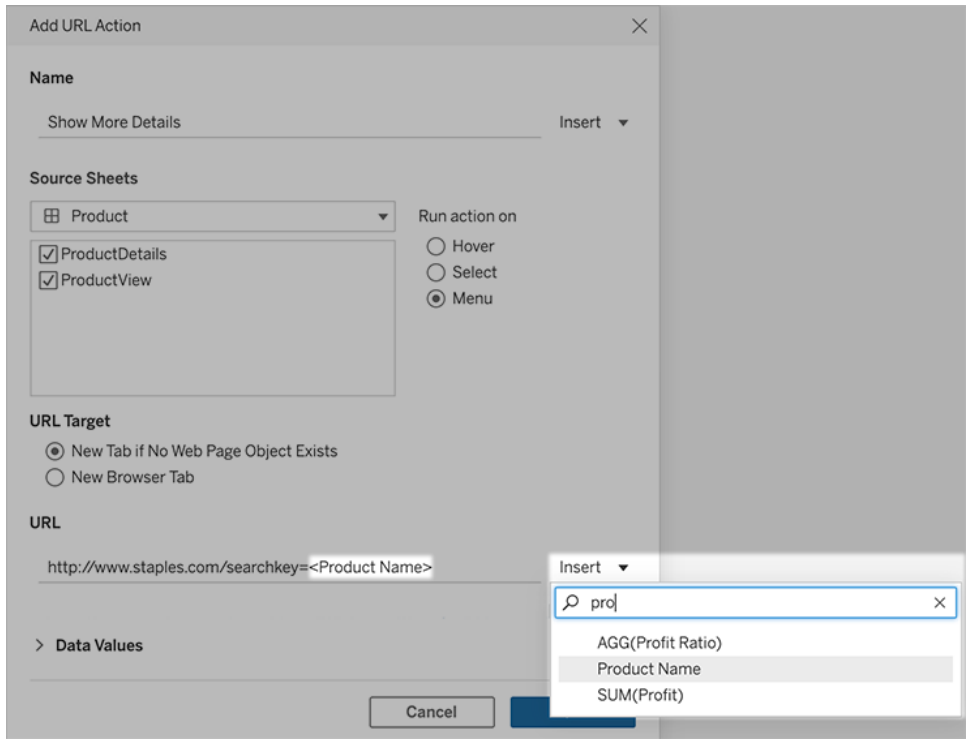 Add URL Action
Name
Show More Details Insert
Source Sheets
Product Run action on
ProductDetails Hover
ProductView Select
Menu
URL Target
New Tab if No Web Page Object Exists
New Browser Tab
URL
http://www.staples.com/searchkey=<Product Name> Insert
pro
AGG(Profit Ratio)
Data Values
Product Name
SUM(Profit)
Cancel